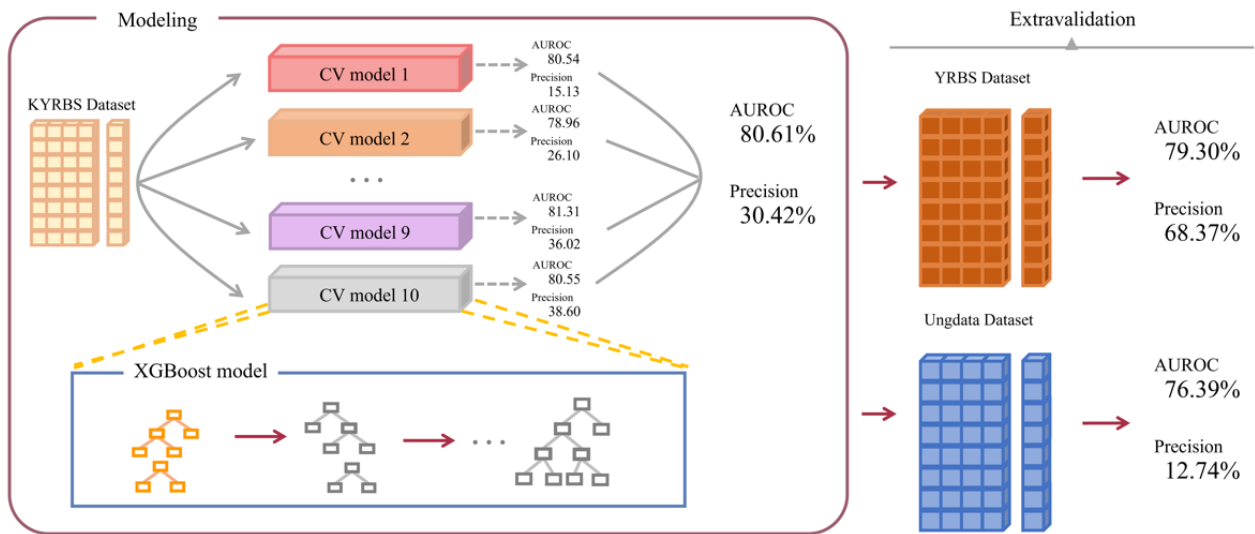 Modeling
KYRBS Dataset
CV model 1
AUROC
80.54
Precision
15.13
CV model 2
AUROC
78.96
Precision
26.10
...
CV model 9
AUROC
81.31
Precision
36.02
CV model 10
AUROC
80.55
Precision
38.60
AUROC
80.61%
Precision
30.42%
XGBoost model
...
Extravalidation
YRBS Dataset
AUROC
79.30%
Precision
68.37%
Ungdata Dataset
AUROC
76.39%
Precision
12.74%